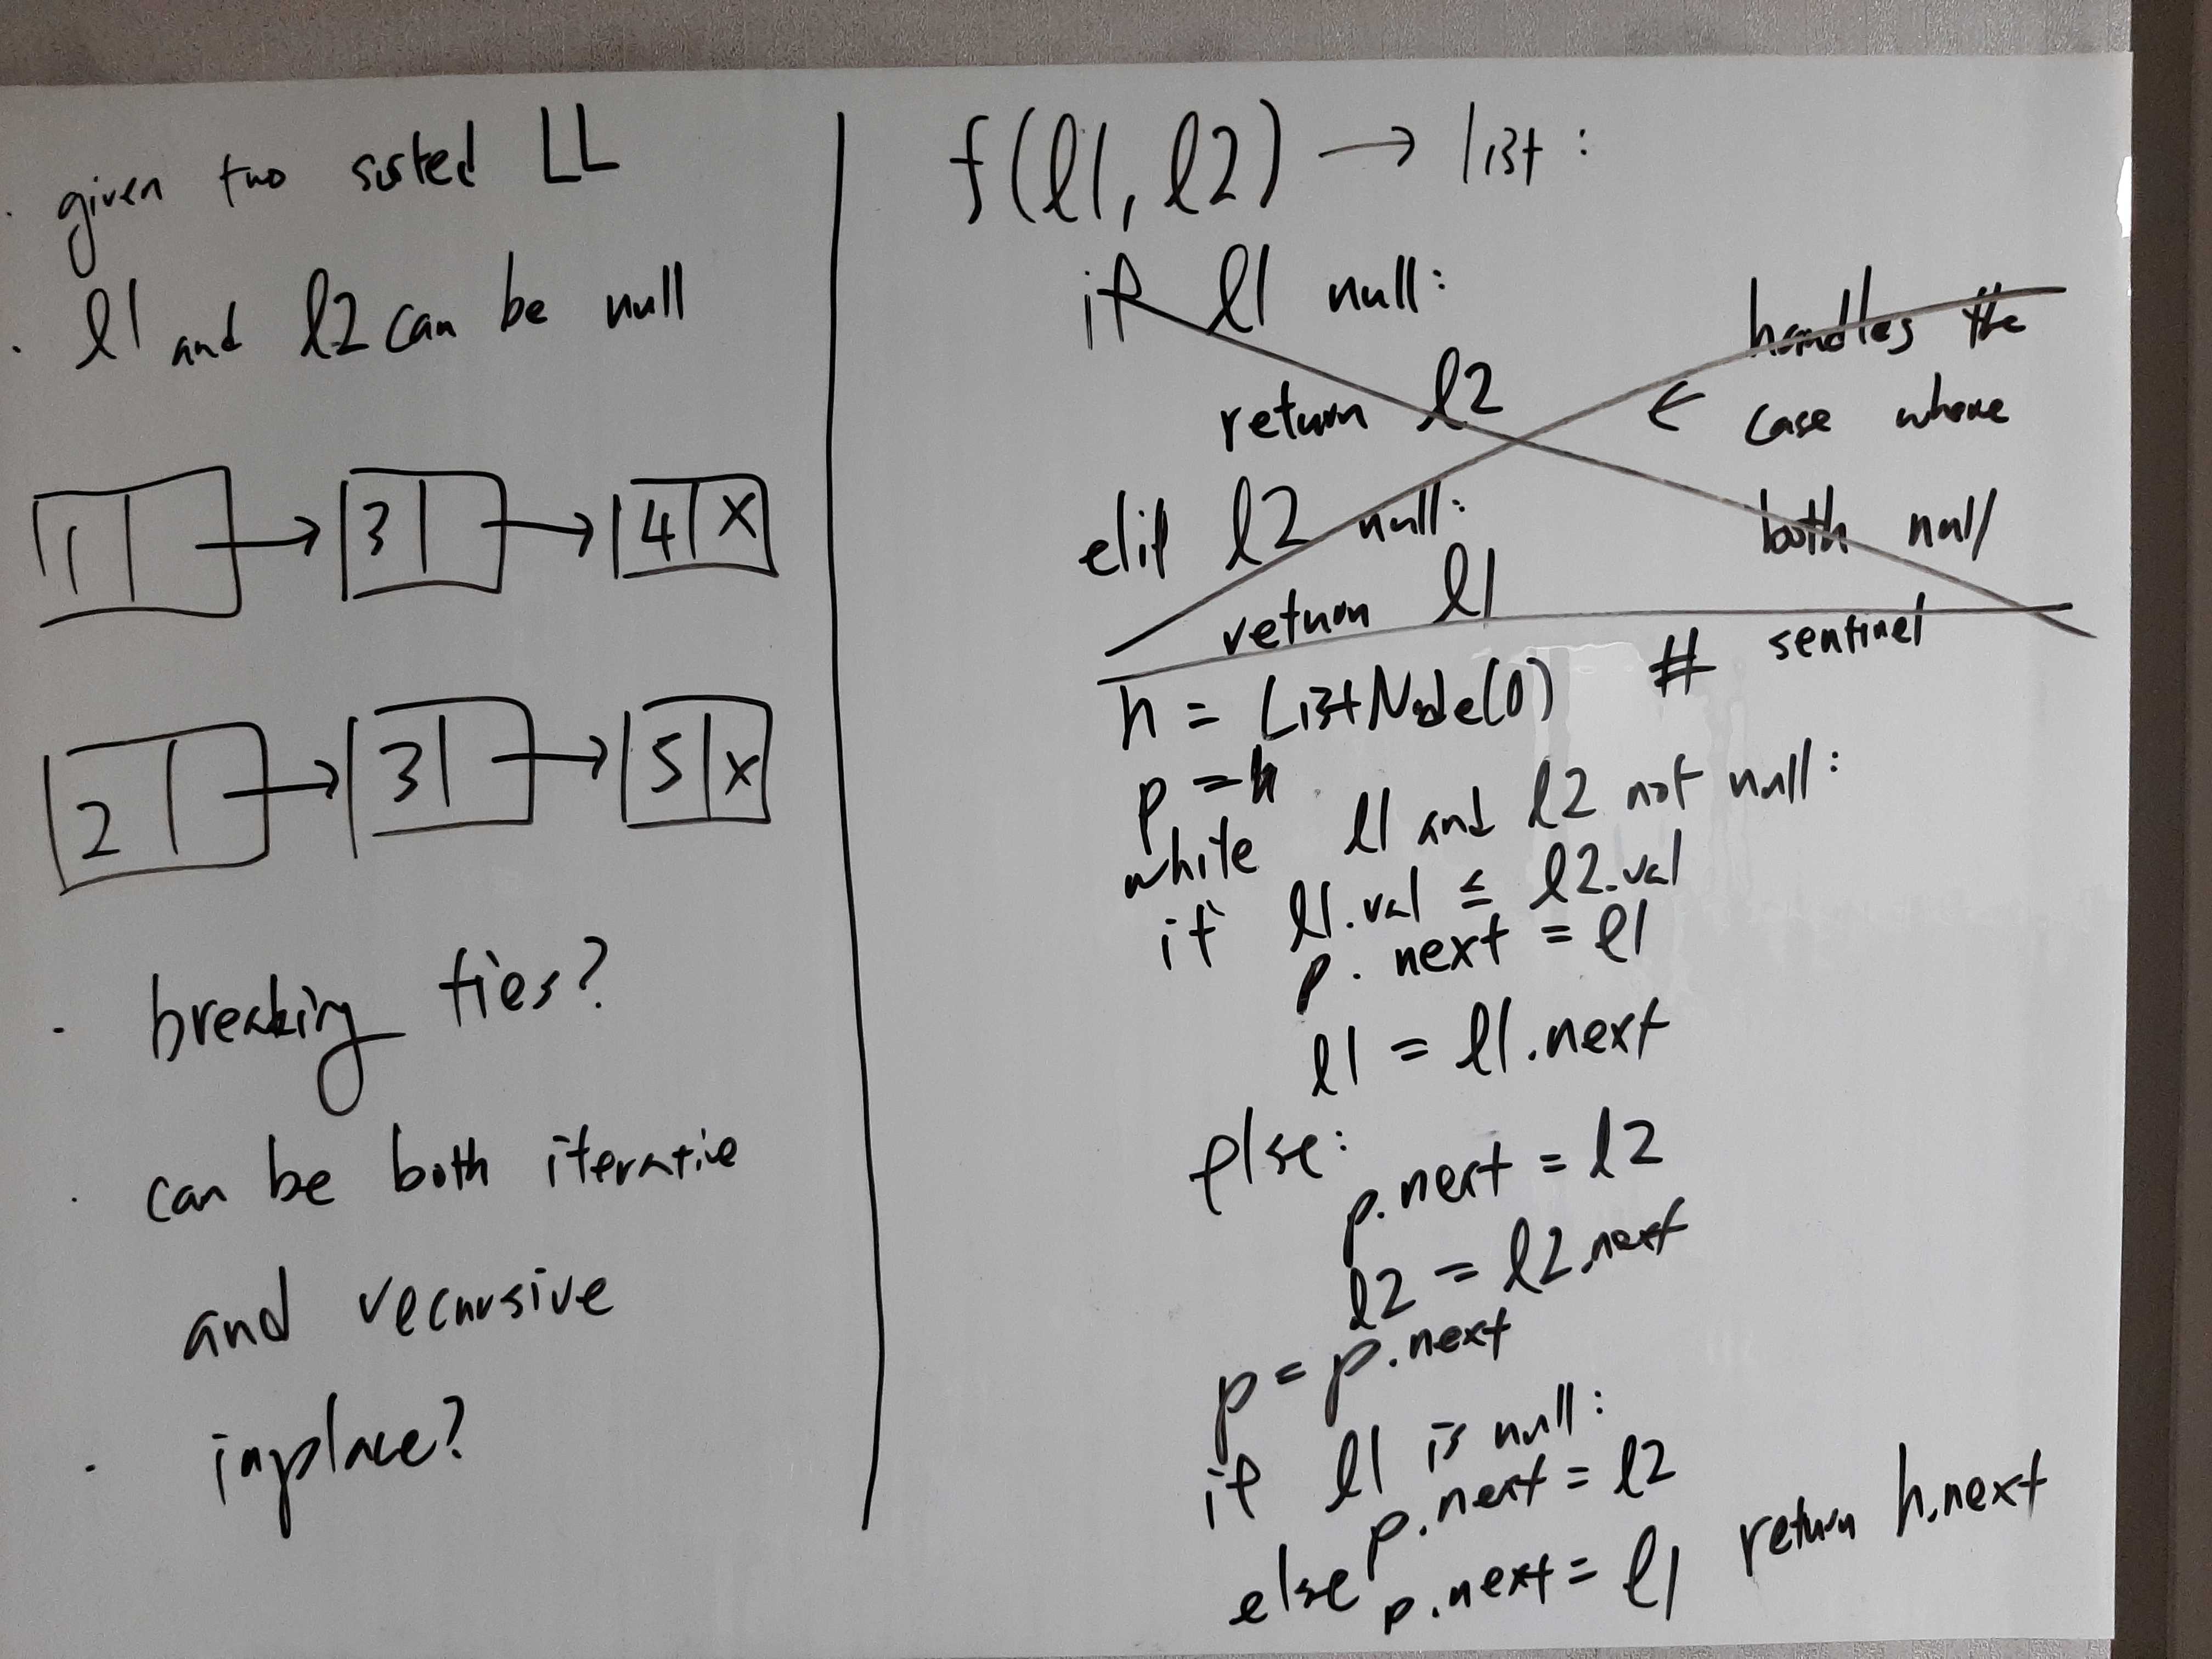 . given two sorted LL
. l1 and l2 can be null
1 → 3 → 4 X
2 → 3 → 5 X
. breaking ties?
. can be both iterative
and recursive
. inplace?
f(l1, l2) → list :
if l1 null:
return l2
elif l2 null:
return l1
← handles the
case where
both null
h = ListNode(0) # sentinel
p = h
while l1 and l2 not null:
if l1.val ≤ l2.val
p.next = l1
l1 = l1.next
else:
p.next = l2
l2 = l2.next
p = p.next
if l1 is null:
p.next = l2
else p.next = l1
return h.next